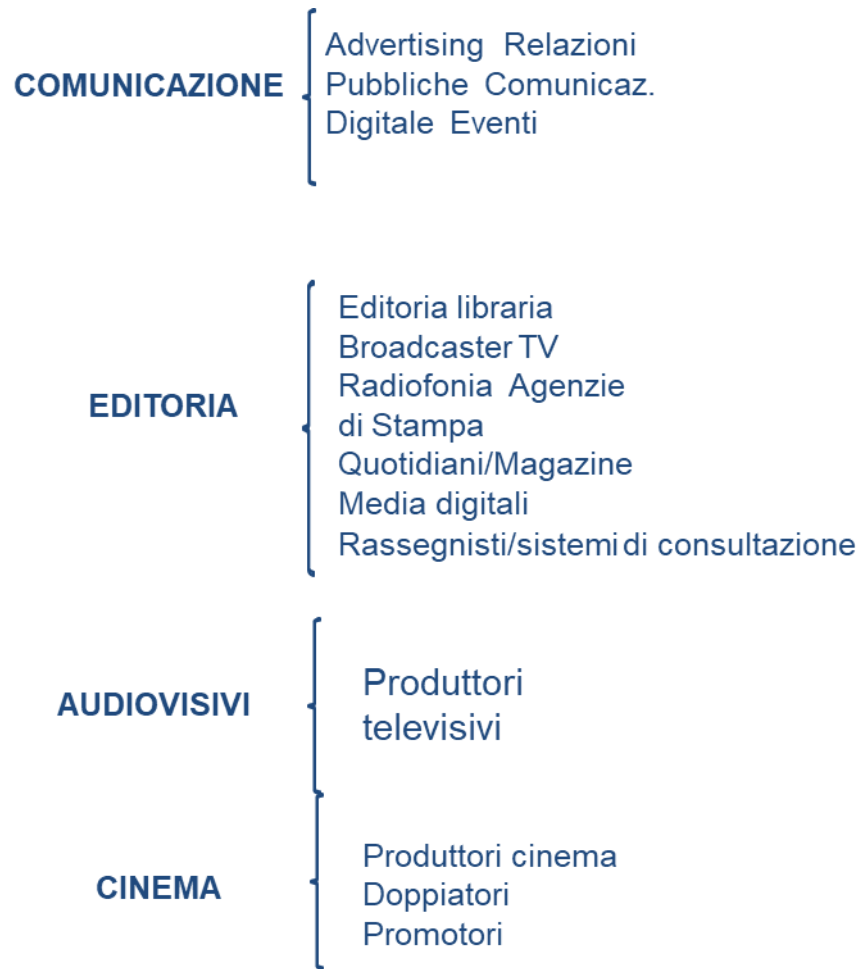 COMUNICAZIONE
Advertising Relazioni
Pubbliche Comunicaz.
Digitale Eventi
EDITORIA
Editoria libraria
Broadcaster TV
Radiofonia Agenzie
di Stampa
Quotidiani/Magazine
Media digitali
Rassegnisti/sistemi di consultazione
AUDIOVISIVI
Produttori
televisivi
CINEMA
Produttori cinema
Doppiatori
Promotori